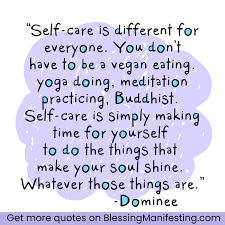 “Self-care is different for
everyone. You don’t
have to be a vegan eating.
yoga doing, meditation
practicing, Buddhist.
Self-care is simply making
time for yourself
to do the things that
make your soul shine.
Whatever those things are.”
-Dominee
Get more quotes on BlessingManifesting.com